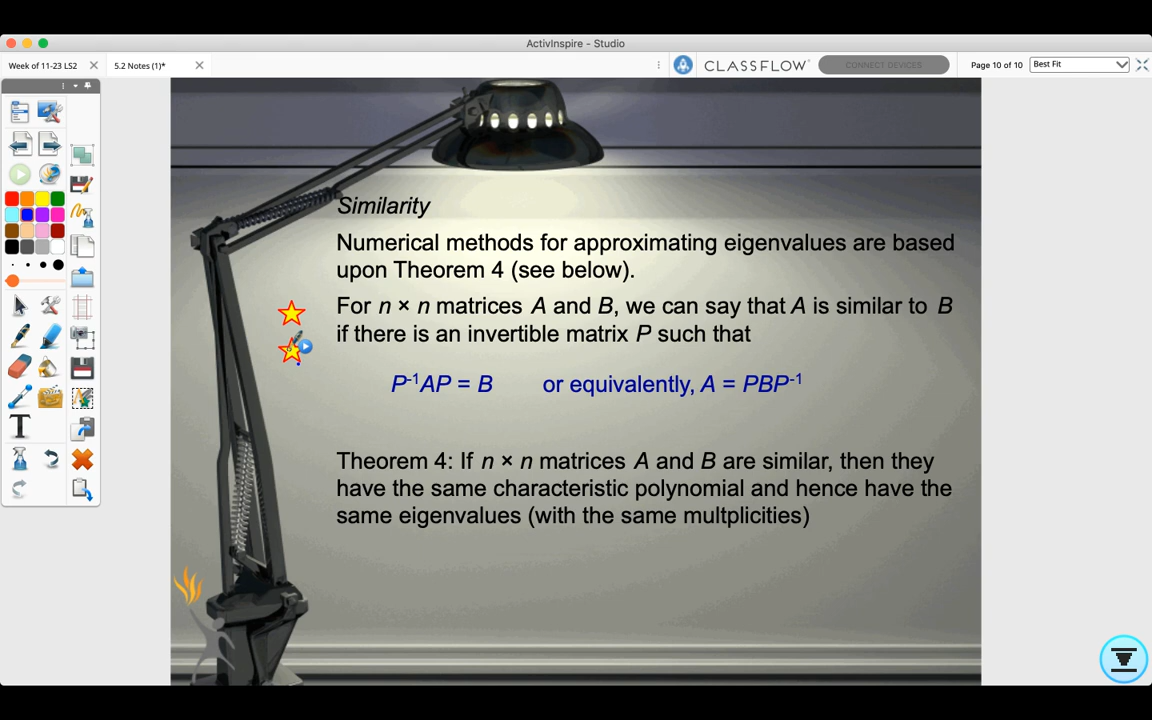 ActivInspire - Studio
Week of 11-23 LS2
5.2 Notes (1)*
CLASSFLOW
CONNECT DEVICES
Page 10 of 10
Best Fit
Similarity
Numerical methods for approximating eigenvalues are based
upon Theorem 4 (see below).
For n × n matrices A and B, we can say that A is similar to B
if there is an invertible matrix P such that
P⁻¹AP = B or equivalently, A = PBP⁻¹
Theorem 4: If n × n matrices A and B are similar, then they
have the same characteristic polynomial and hence have the
same eigenvalues (with the same multplicities)
T